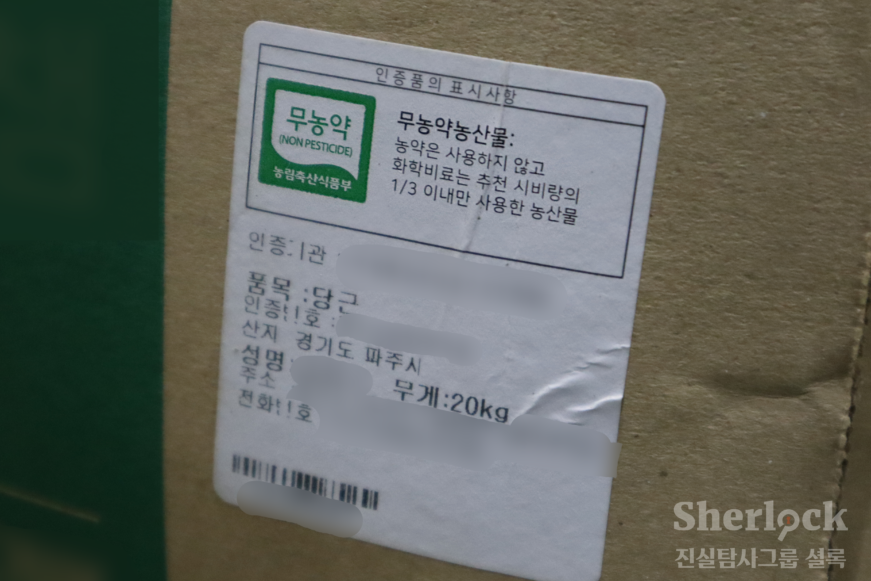 인증품의 표시사항
무농약
(NON PESTICIDE)
농림축산식품부
무농약농산물:
농약은 사용하지 않고
화학비료는 추천 시비량의
1/3 이내만 사용한 농산물
인증기관
품목 :당근
인증번호 :
산지 경기도 파주시
성명:
무게:20kg
주소
전화번호
Sherlock
진실탐사그룹 셜록